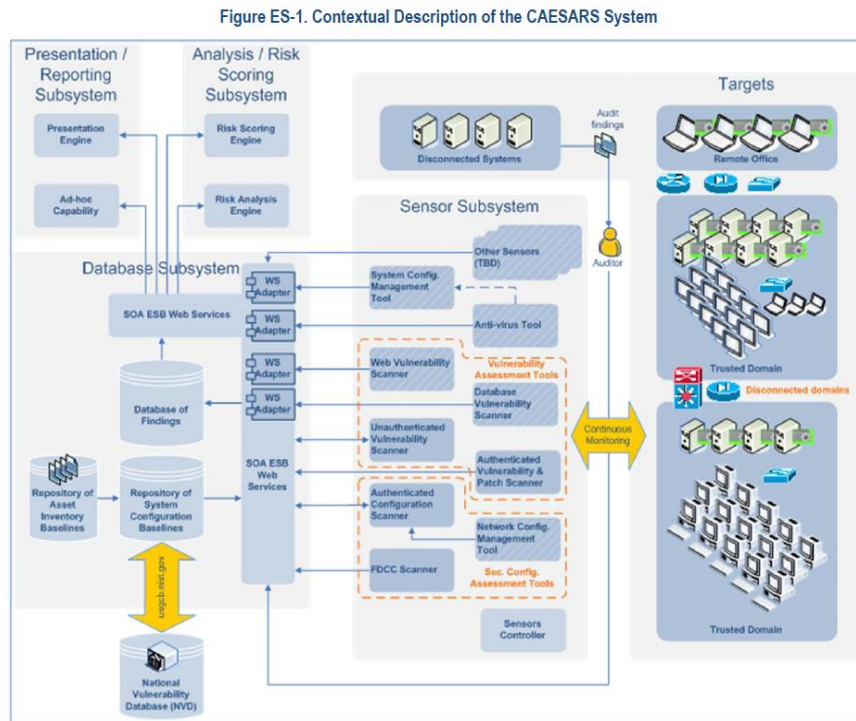 Figure ES-1. Contextual Description of the CAESARS System
Presentation /
Reporting
Subsystem
Analysis / Risk
Scoring
Subsystem
Targets
Presentation
Engine
Risk Scoring
Engine
Ad-hoc
Capability
Risk Analysis
Engine
Disconnected Systems
Audit
findings
Remote Office
Auditor
Sensor Subsystem
Database Subsystem
Other Sensors
(TBD)
System Config.
Management
Tool
Anti-virus Tool
WS
Adapter
WS
Adapter
WS
Adapter
WS
Adapter
SOA ESB Web Services
Trusted Domain
Disconnected domains
Web Vulnerability
Scanner
Vulnerability
Assessment Tools
Database
Vulnerability
Scanner
Unauthenticated
Vulnerability
Scanner
Authenticated
Vulnerability &
Patch Scanner
Continuous
Monitoring
Database of
Findings
SOA ESB
Web
Services
Repository of
Asset
Inventory
Baselines
Repository of
System
Configuration
Baselines
Authenticated
Configuration
Scanner
Network Config.
Management
Tool
FDCC Scanner
Sec. Config.
Assessment Tools
Sensors
Controller
Trusted Domain
usgcb.nist.gov
National
Vulnerability
Database (NVD)